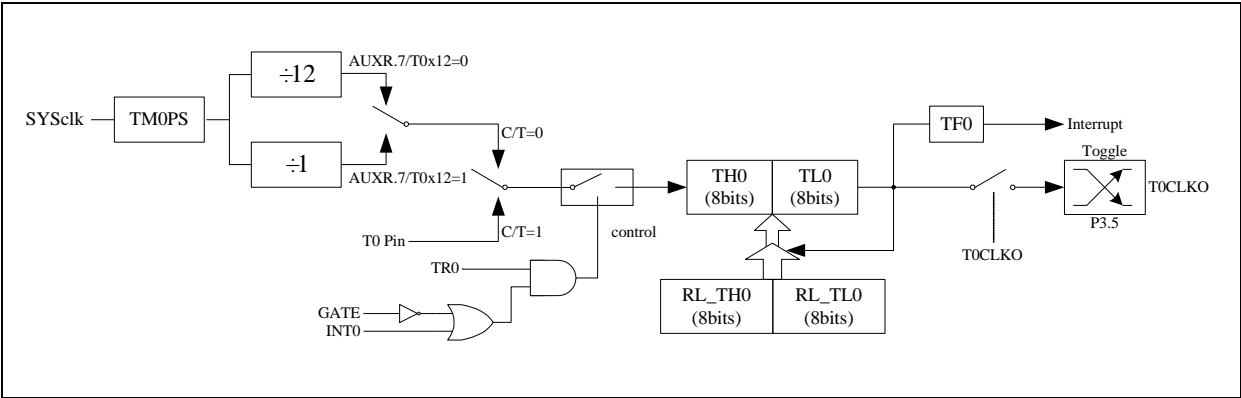 AUXR.7/T0x12=0
÷12
SYSclk
TM0PS
C/T=0
TF0
Interrupt
÷1
Toggle
AUXR.7/T0x12=1
TH0
(8bits)
TL0
(8bits)
T0CLKO
T0 Pin
C/T=1
control
P3.5
T0CLKO
TR0
RL_TH0
(8bits)
RL_TL0
(8bits)
GATE
INT0